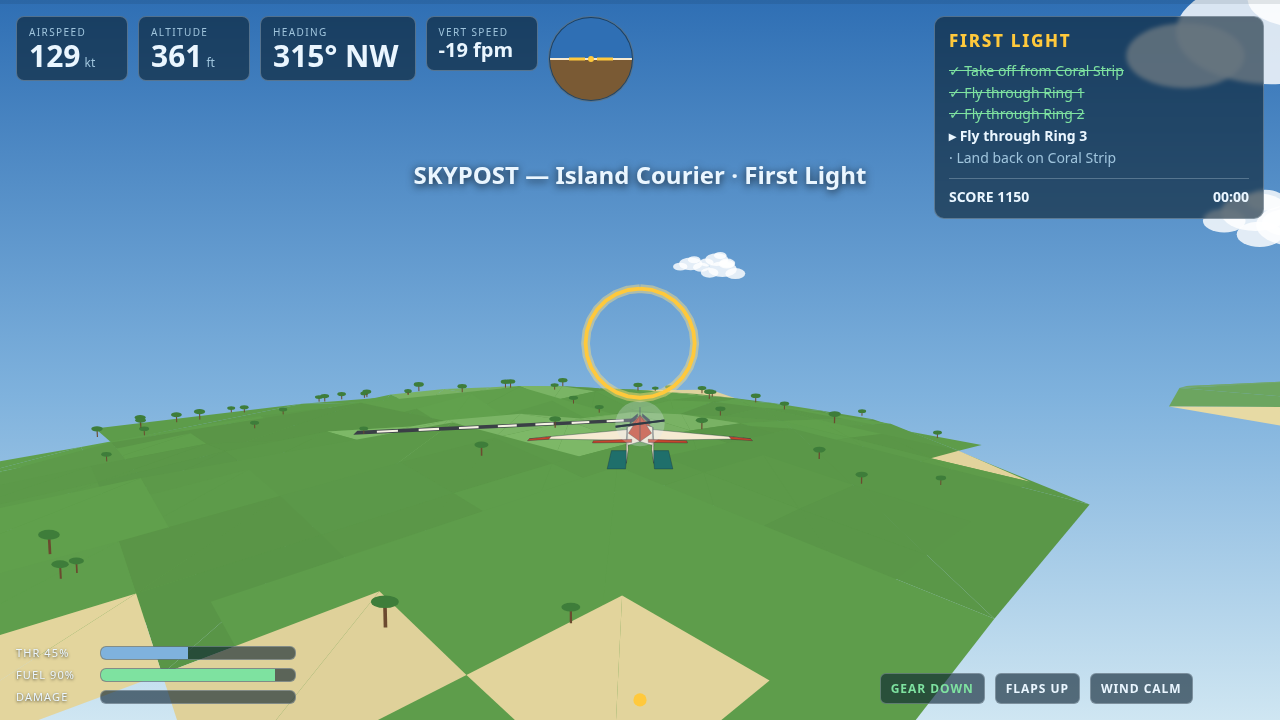 AIRSPEED
129 kt
ALTITUDE
361 ft
HEADING
315° NW
VERT SPEED
-19 fpm
FIRST LIGHT
✓ Take off from Coral Strip
✓ Fly through Ring 1
✓ Fly through Ring 2
▸ Fly through Ring 3
· Land back on Coral Strip
SCORE 1150 00:00
SKYPOST — Island Courier · First Light
THR 45%
FUEL 90%
DAMAGE
GEAR DOWN FLAPS UP WIND CALM